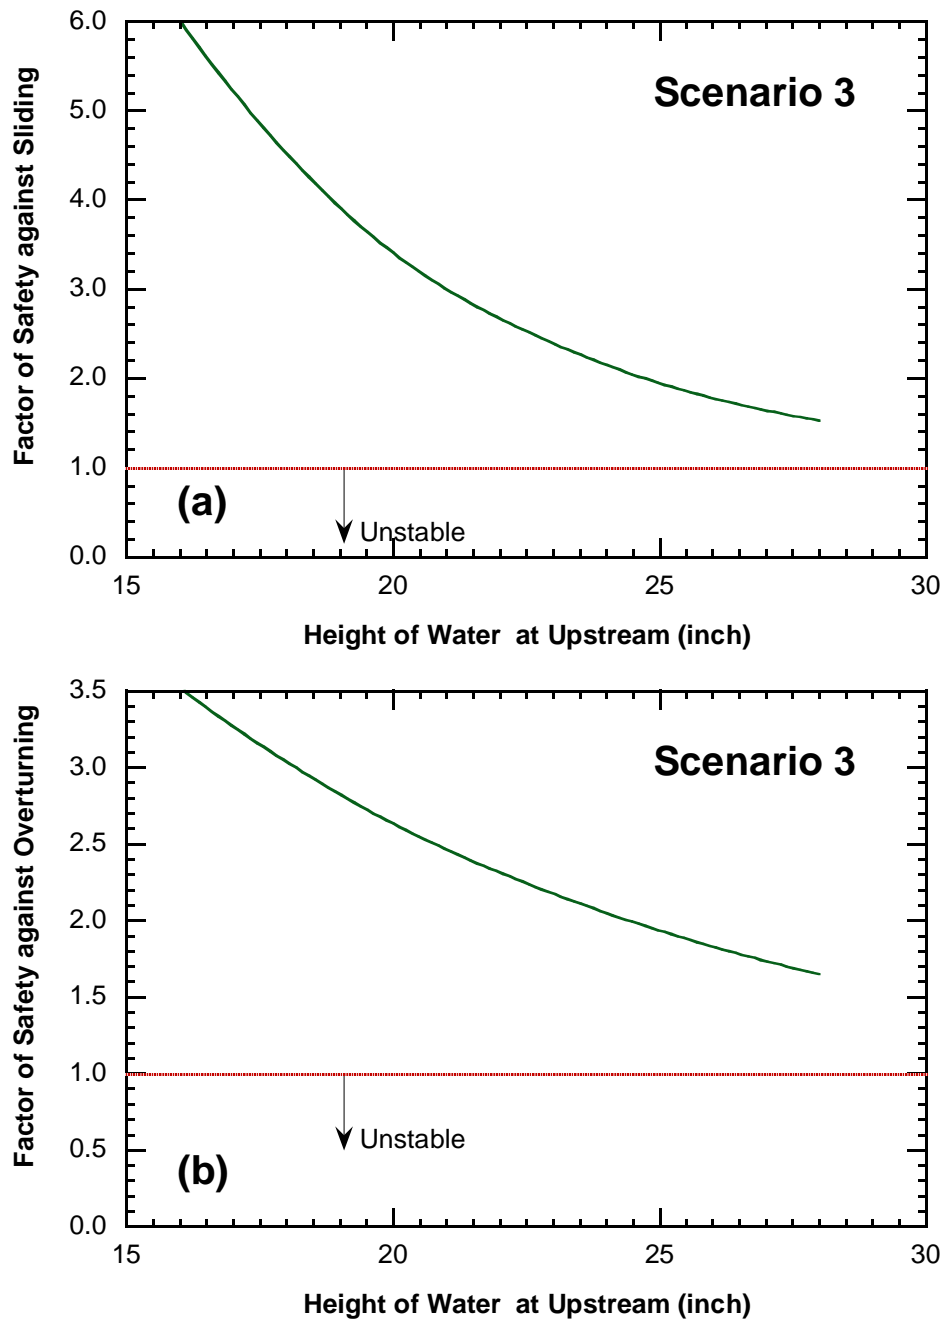 6.0
5.0
4.0
3.0
2.0
1.0
0.0
Factor of Safety against Sliding
Scenario 3
(a)
Unstable
15 20 25 30
Height of Water at Upstream (inch)
3.5
3.0
2.5
2.0
1.5
1.0
0.5
0.0
Factor of Safety against Overturning
Scenario 3
(b)
Unstable
15 20 25 30
Height of Water at Upstream (inch)